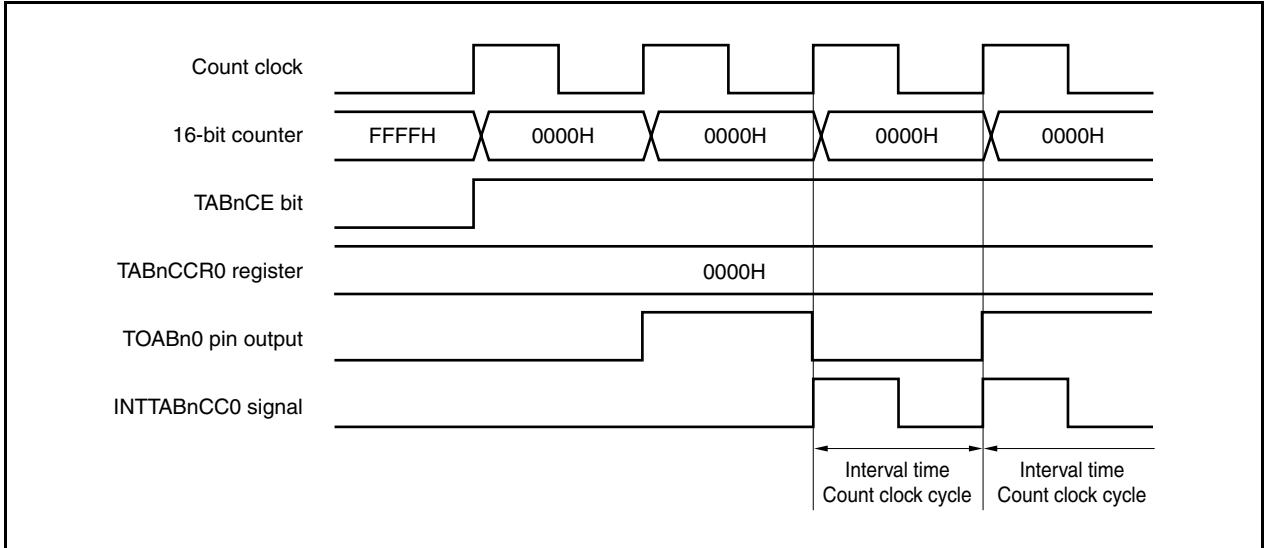 Count clock
16-bit counter FFFFH 0000H 0000H 0000H 0000H
TABnCE bit
TABnCCR0 register 0000H
TOABn0 pin output
INTTABnCC0 signal
Interval time Interval time
Count clock cycle Count clock cycle